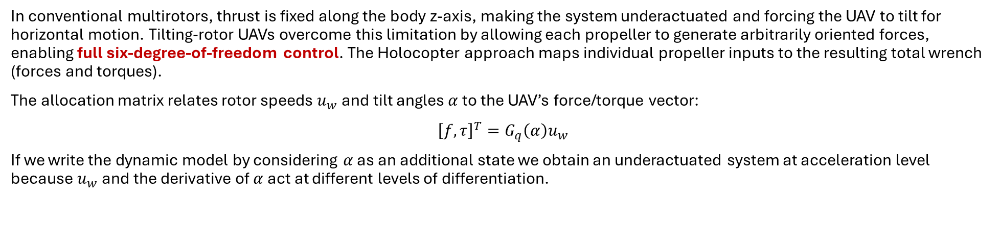 In conventional multirotors, thrust is fixed along the body z-axis, making the system underactuated and forcing the UAV to tilt for
horizontal motion. Tilting-rotor UAVs overcome this limitation by allowing each propeller to generate arbitrarily oriented forces,
enabling full six-degree-of-freedom control. The Holocopter approach maps individual propeller inputs to the resulting total wrench
(forces and torques).
The allocation matrix relates rotor speeds $u_w$ and tilt angles $\alpha$ to the UAV’s force/torque vector:
$[f, \tau]^T = G_q(\alpha)u_w$
If we write the dynamic model by considering $\alpha$ as an additional state we obtain an underactuated system at acceleration level
because $u_w$ and the derivative of $\alpha$ act at different levels of differentiation.